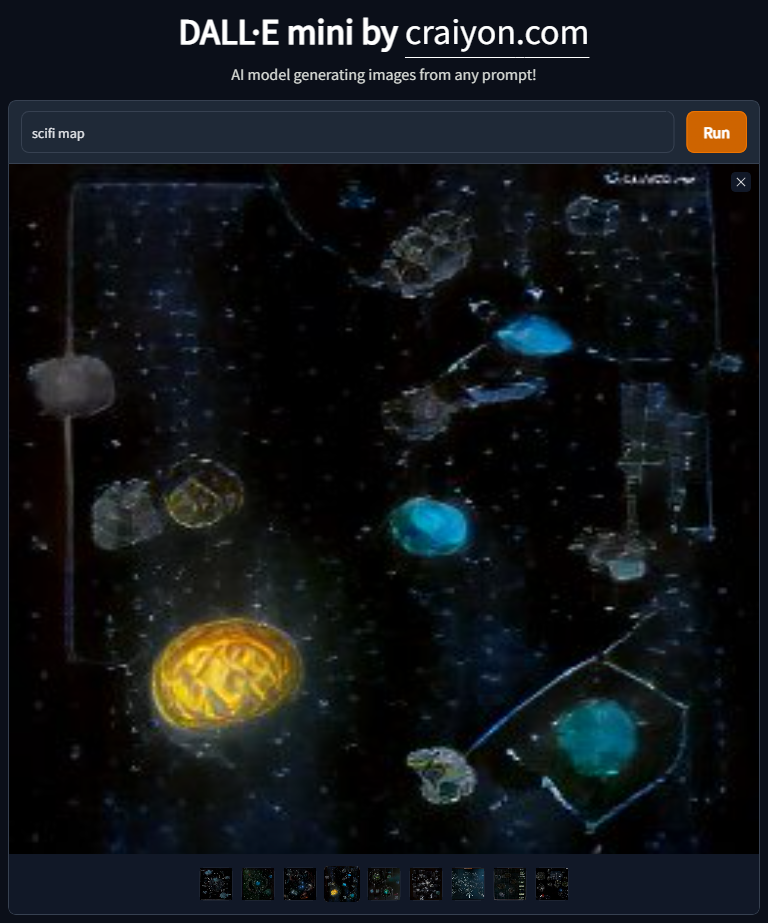 DALL·E mini by craiyon.com
AI model generating images from any prompt!
scifi map
Run